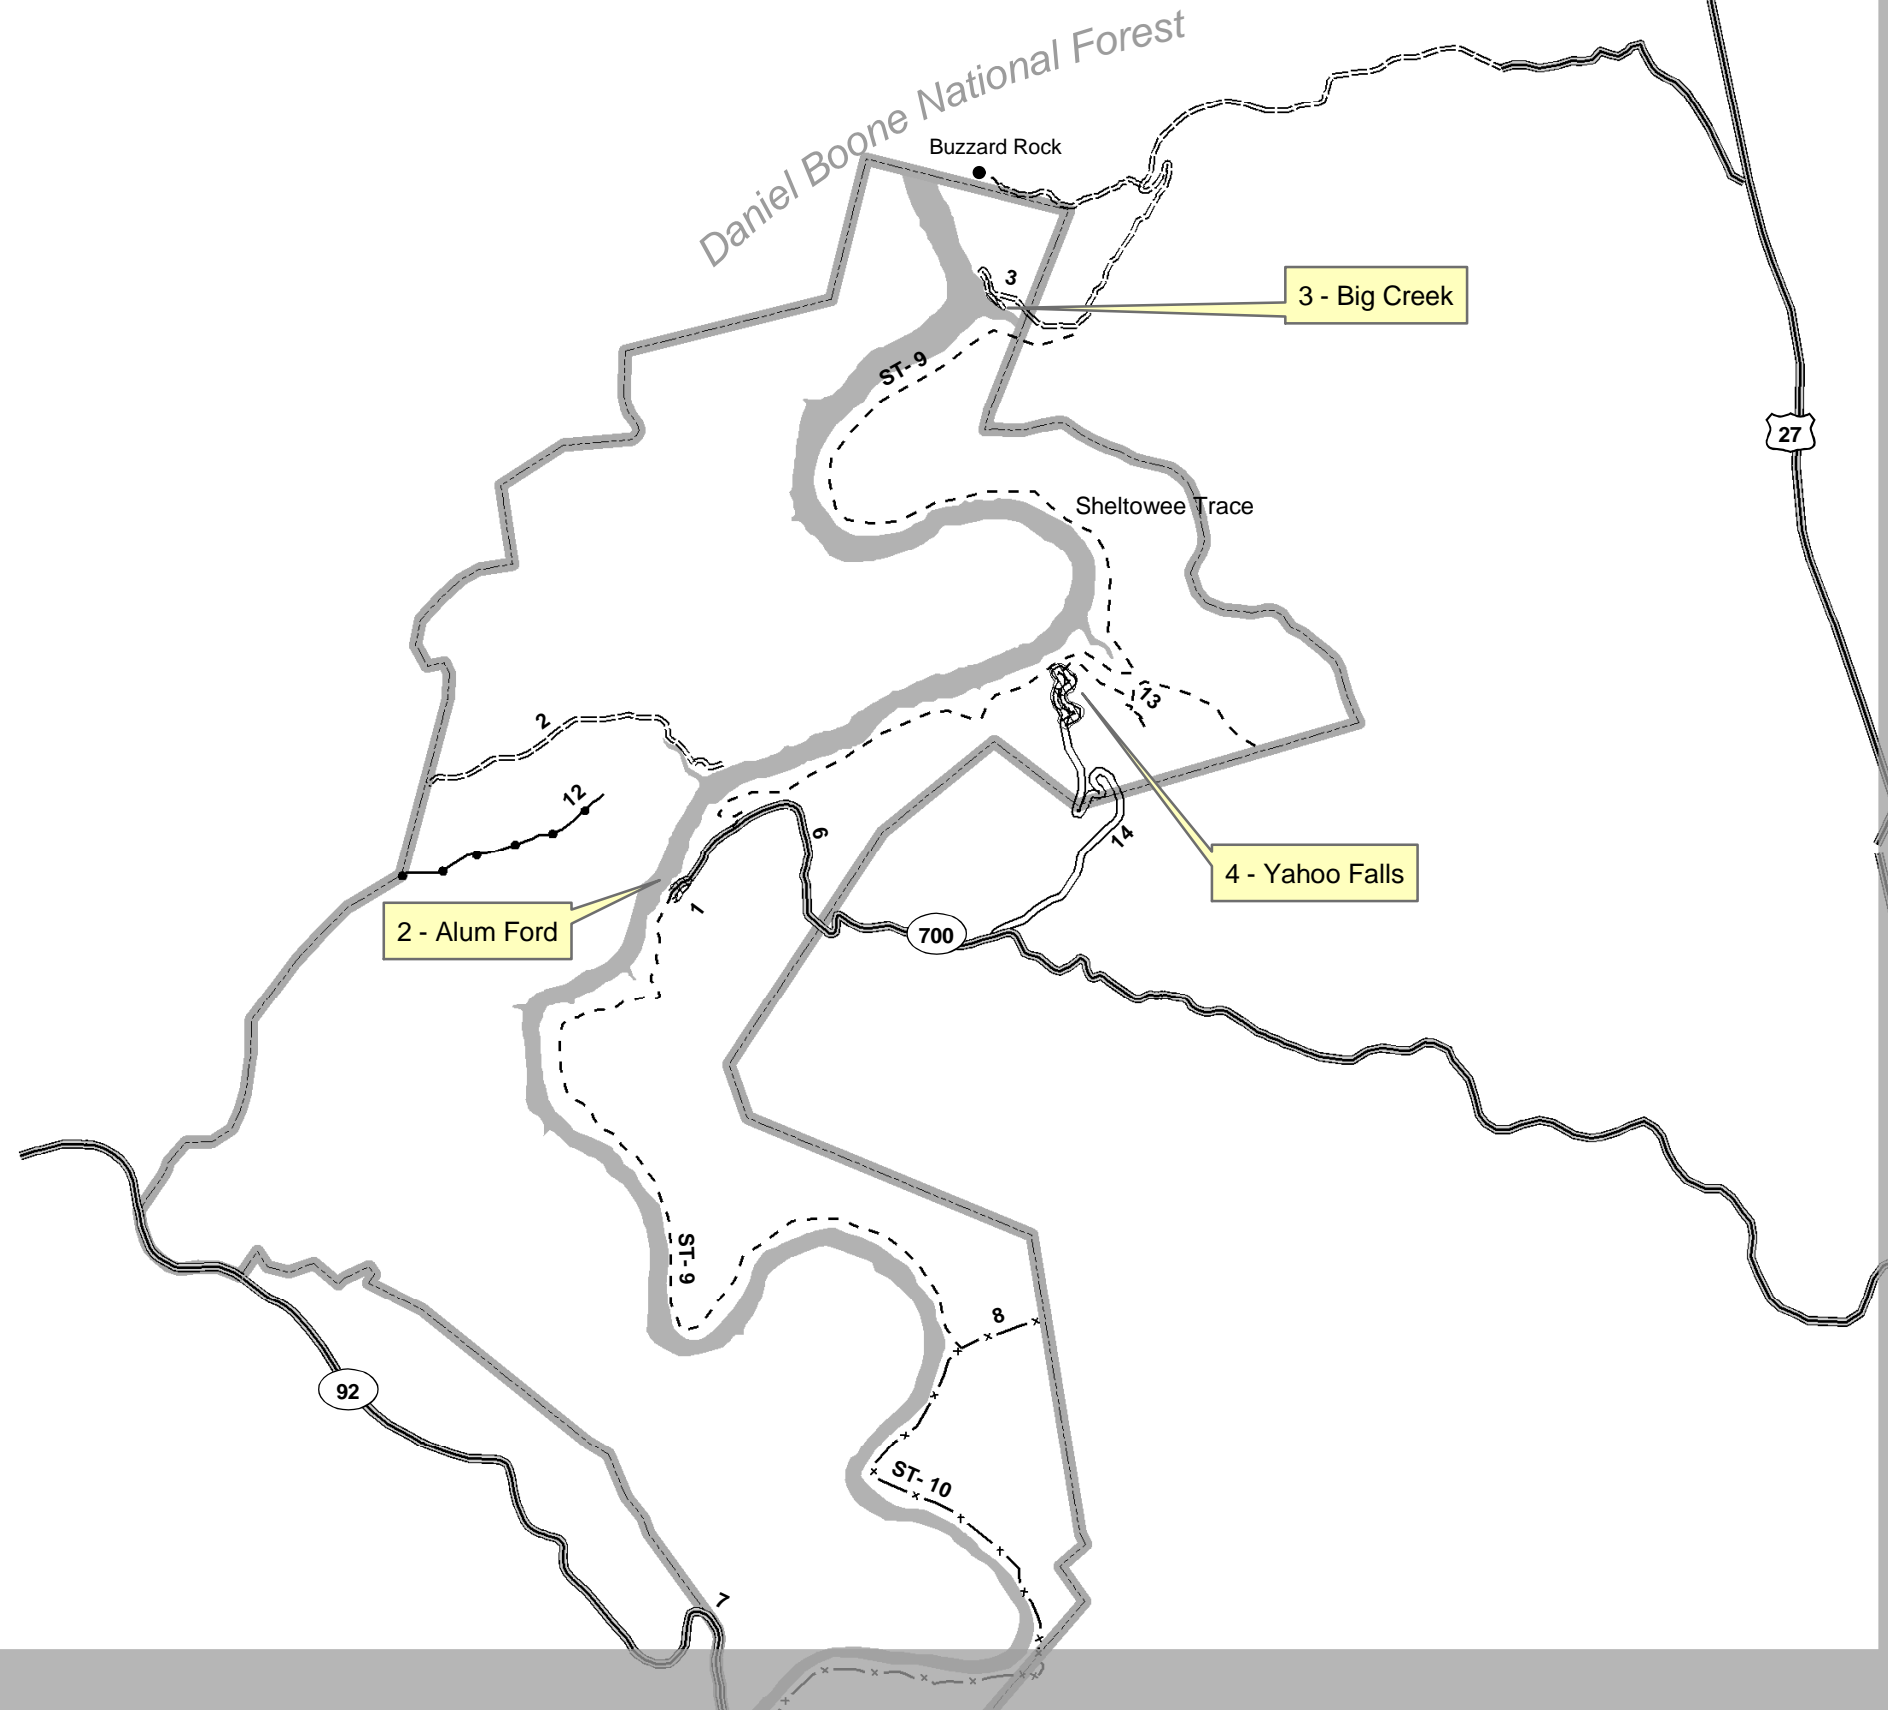 Daniel Boone National Forest
Buzzard Rock
3
3 - Big Creek
ST- 9
27
Sheltowee Trace
13
2
12
6
14
4 - Yahoo Falls
1
2 - Alum Ford
700
ST- 9
8
92
ST- 10
7